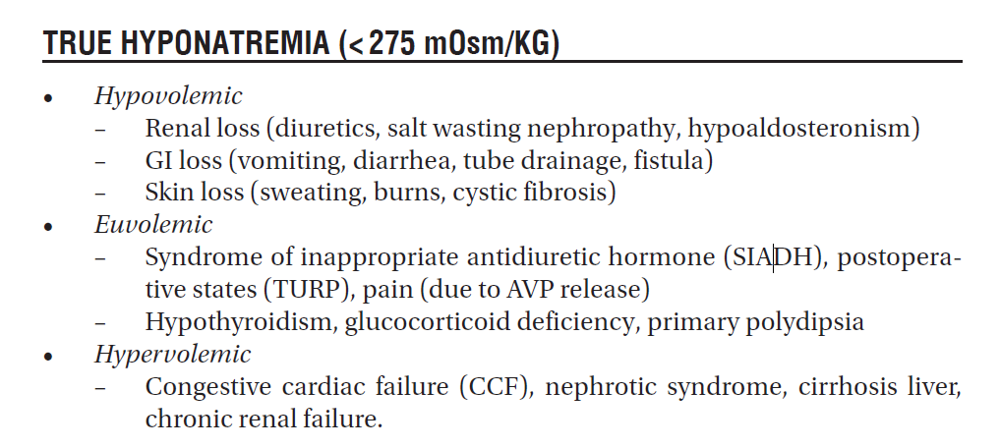 TRUE HYPONATREMIA (< 275 mOsm/KG)
• Hypovolemic
– Renal loss (diuretics, salt wasting nephropathy, hypoaldosteronism)
– GI loss (vomiting, diarrhea, tube drainage, fistula)
– Skin loss (sweating, burns, cystic fibrosis)
• Euvolemic
– Syndrome of inappropriate antidiuretic hormone (SIADH), postopera-
tive states (TURP), pain (due to AVP release)
– Hypothyroidism, glucocorticoid deficiency, primary polydipsia
• Hypervolemic
– Congestive cardiac failure (CCF), nephrotic syndrome, cirrhosis liver,
chronic renal failure.